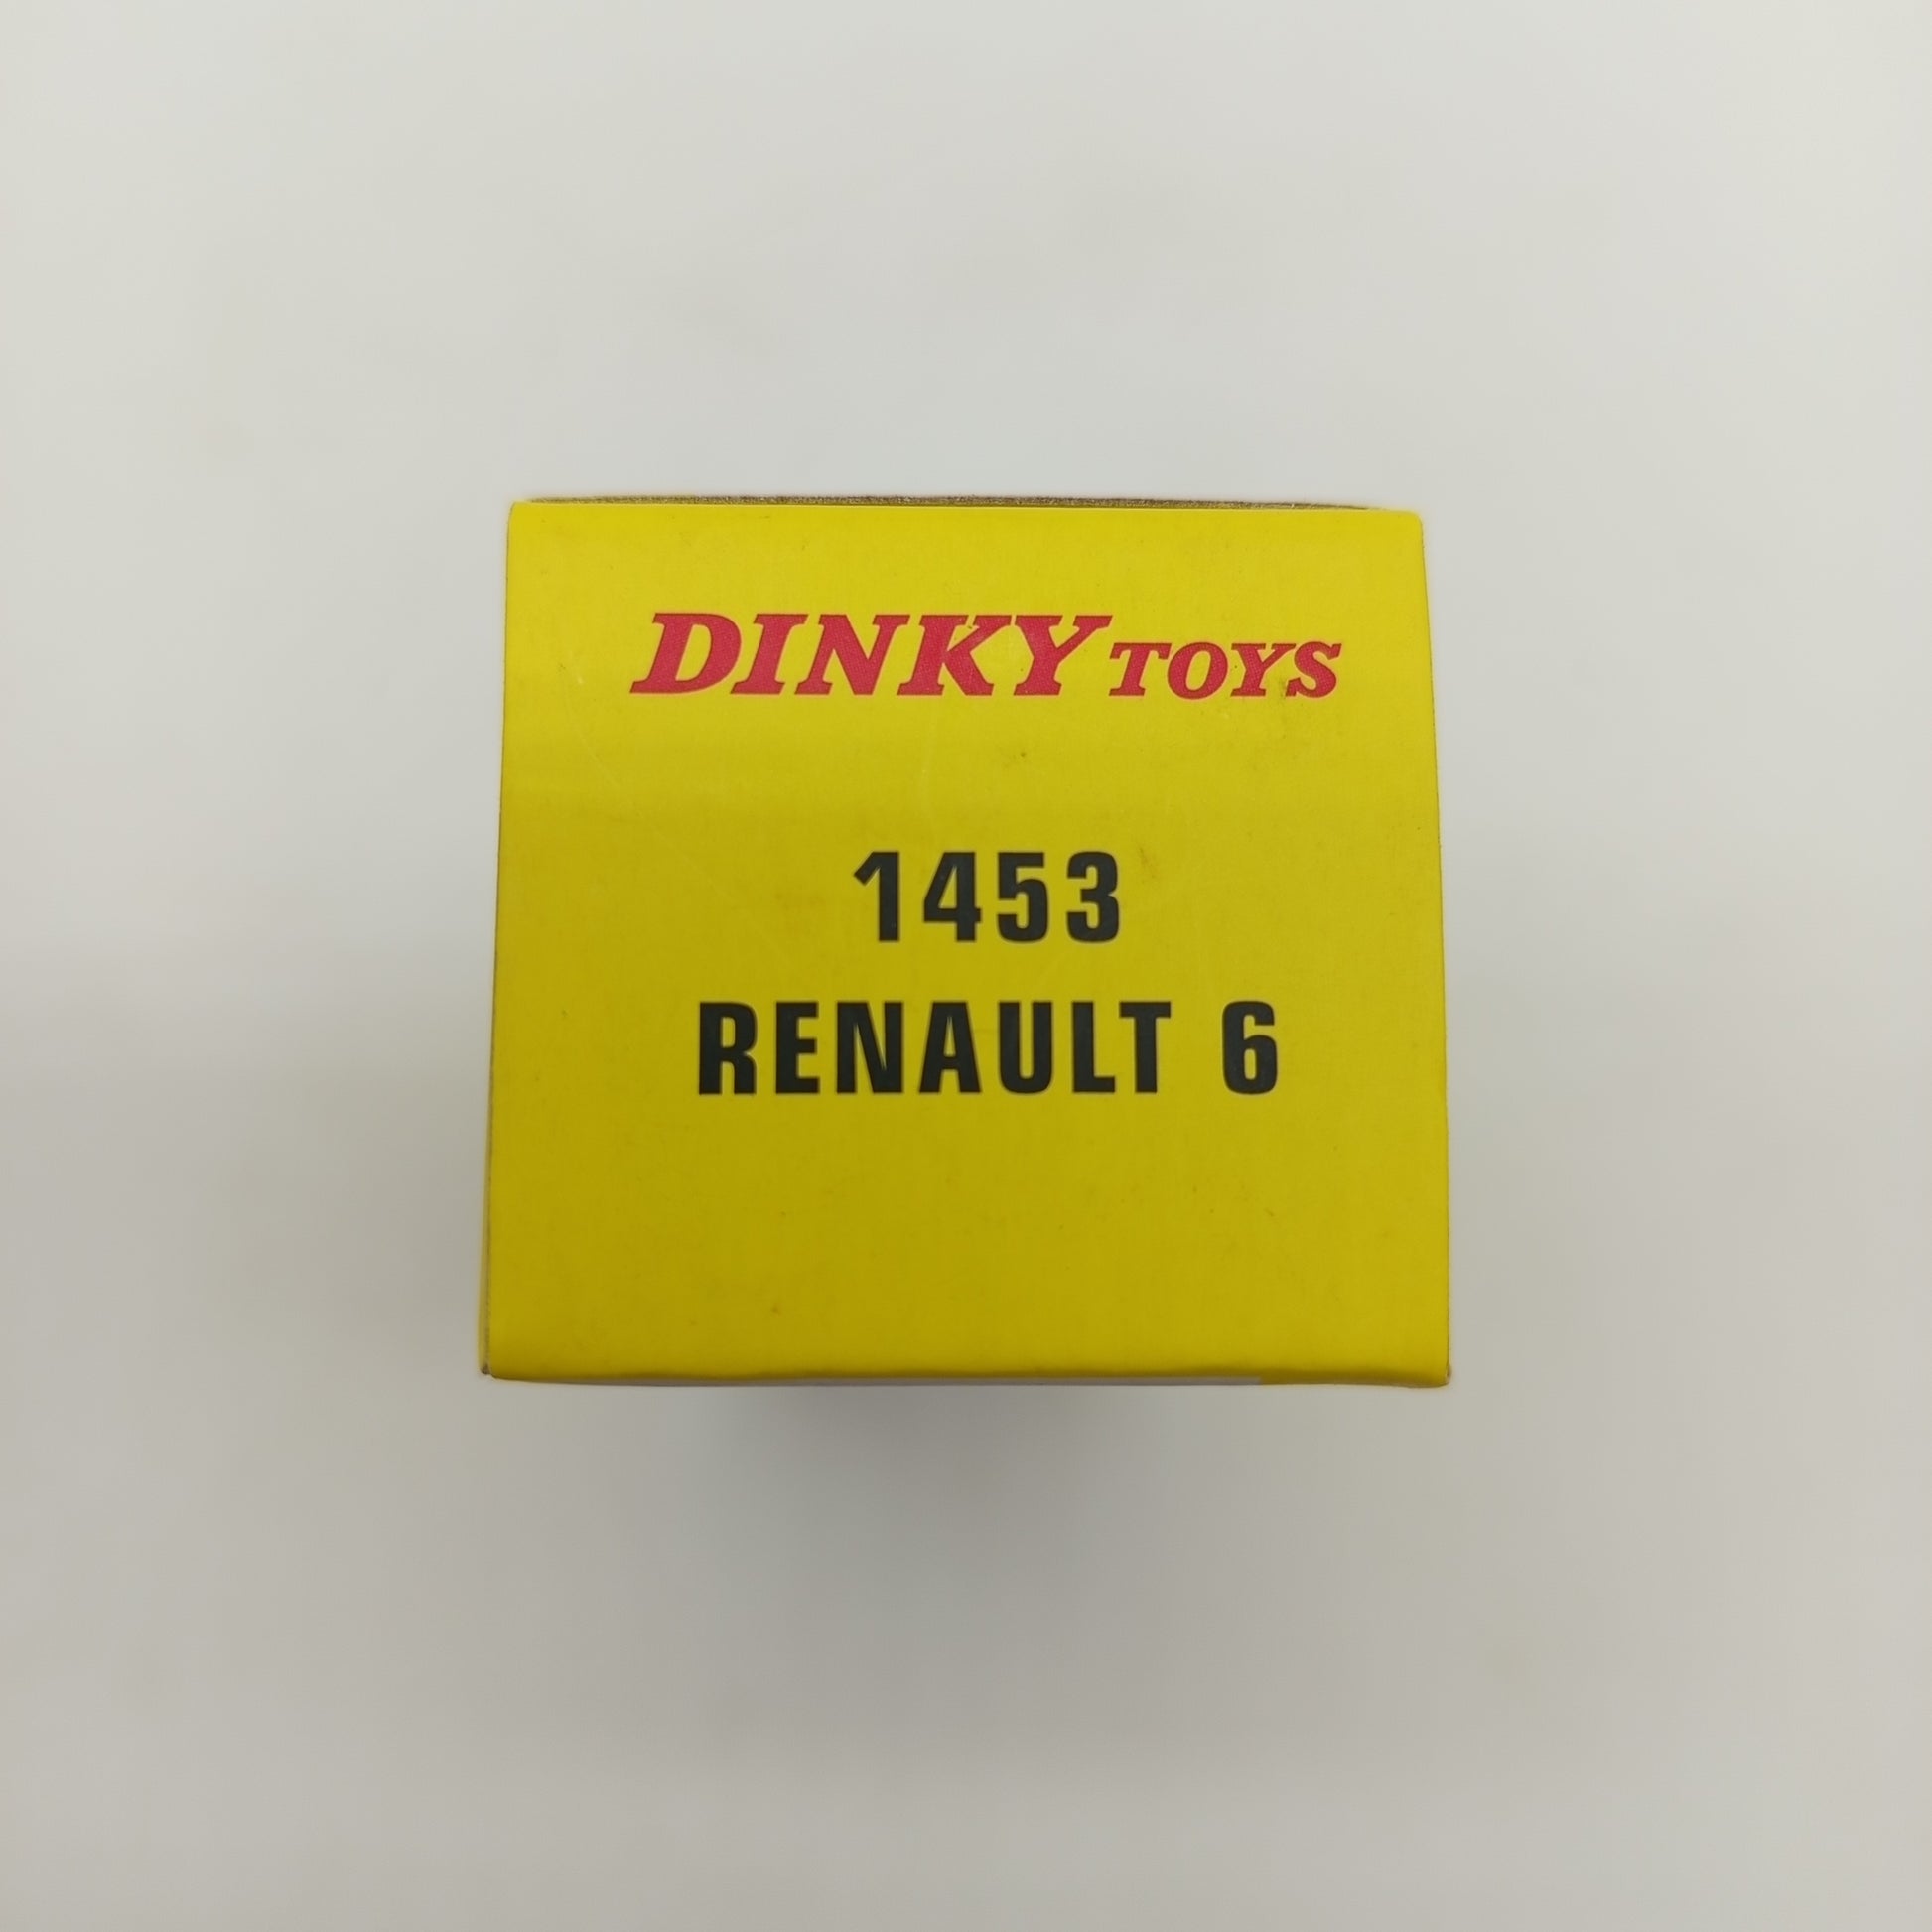 DINKY TOYS
1453
RENAULT 6